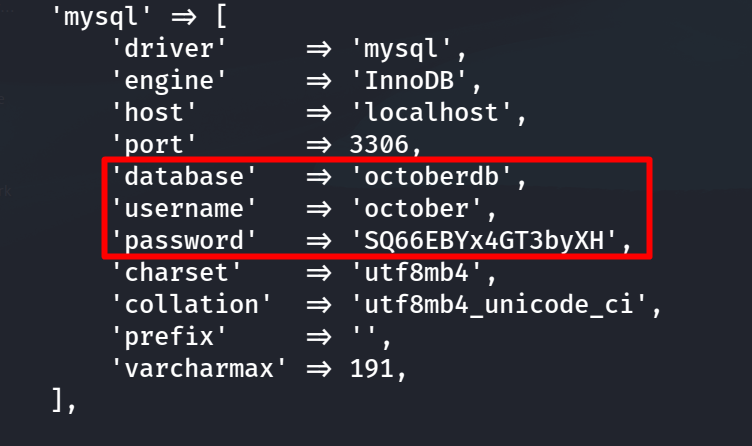 'mysql' => [
'driver' => 'mysql',
'engine' => 'InnoDB',
'host' => 'localhost',
'port' => 3306,
'database' => 'octoberdb',
'username' => 'october',
'password' => 'SQ66EBYx4GT3byXH',
'charset' => 'utf8mb4',
'collation' => 'utf8mb4_unicode_ci',
'prefix' => '',
'varcharmax' => 191,
],